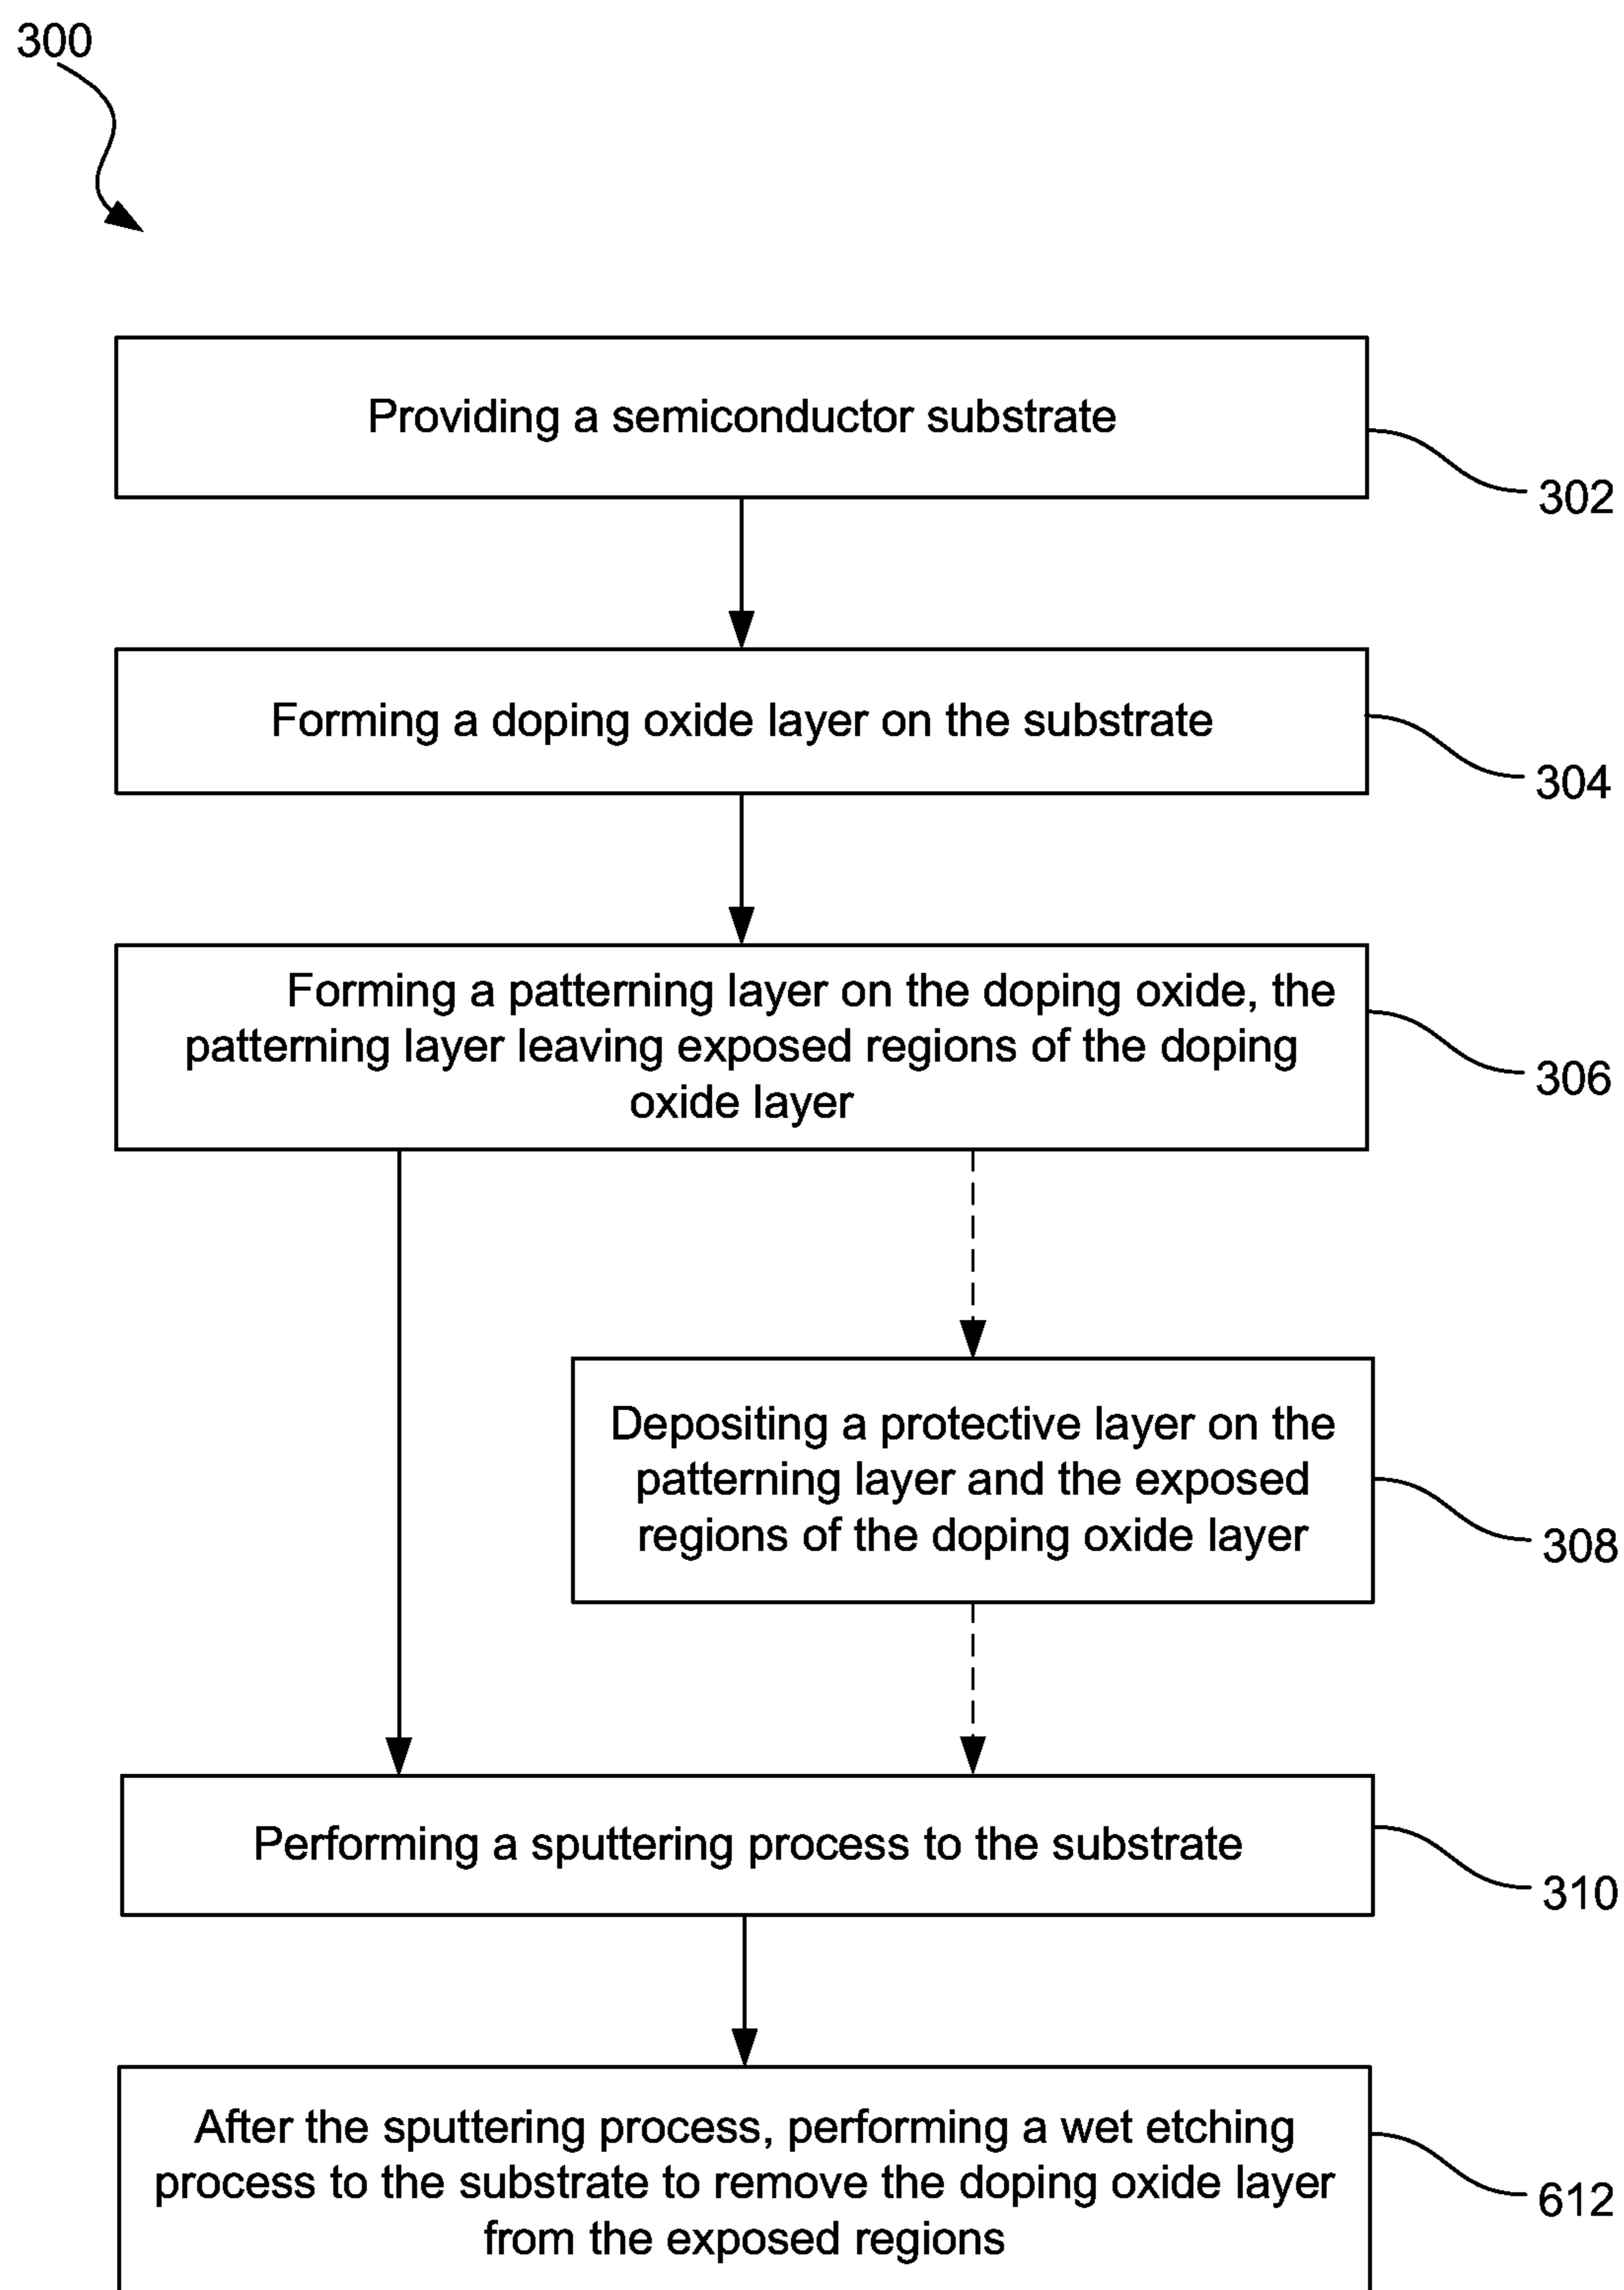 300
Providing a semiconductor substrate
302
Forming a doping oxide layer on the substrate
304
Forming a patterning layer on the doping oxide, the
patterning layer leaving exposed regions of the doping
oxide layer
306
Depositing a protective layer on the
patterning layer and the exposed
regions of the doping oxide layer
308
Performing a sputtering process to the substrate
310
After the sputtering process, performing a wet etching
process to the substrate to remove the doping oxide layer
from the exposed regions
612